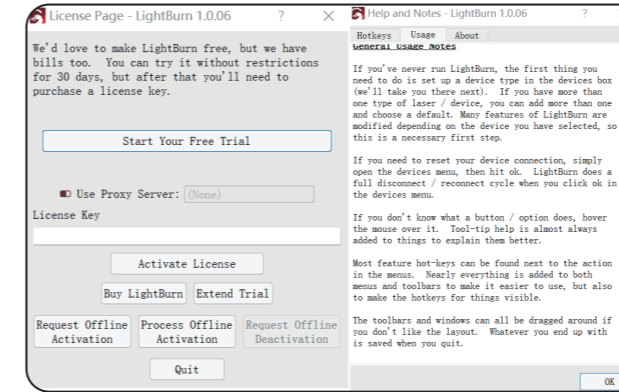 License Page - LightBurn 1.0.06
?
We'd love to make LightBurn free, but we have
bills too.  You can try it without restrictions
for 30 days, but after that you'll need to
purchase a license key.
Start Your Free Trial
Use Proxy Server: (None)
License Key
Activate License
Buy LightBurn
Extend Trial
Request Offline
Activation
Process Offline
Activation
Request Offline
Deactivation
Quit
Help and Notes - LightBurn 1.0.06
?
Hotkeys
Usage
About
General Usage Notes
If you've never run LightBurn, the first thing you
need to do is set up a device type in the devices box
(we'll take you there next).  If you have more than
one type of laser / device, you can add more than one
and choose a default. Many features of LightBurn are
modified depending on the device you have selected, so
this is a necessary first step.
If you need to reset your device connection, simply
open the devices menu, then hit ok.  LightBurn does a
full disconnect / reconnect cycle when you click ok in
the devices menu.
If you don't know what a button / option does, hover
the mouse over it.  Tool-tip help is almost always
added to things to explain them better.
Most feature hot-keys can be found next to the action
in the menus.  Nearly everything is added to both
menus and toolbars to make it easier to use, but also
to make the hotkeys for things visible.
The toolbars and windows can all be dragged around if
you don't like the layout.  Whatever you end up with
is saved when you quit.
OK